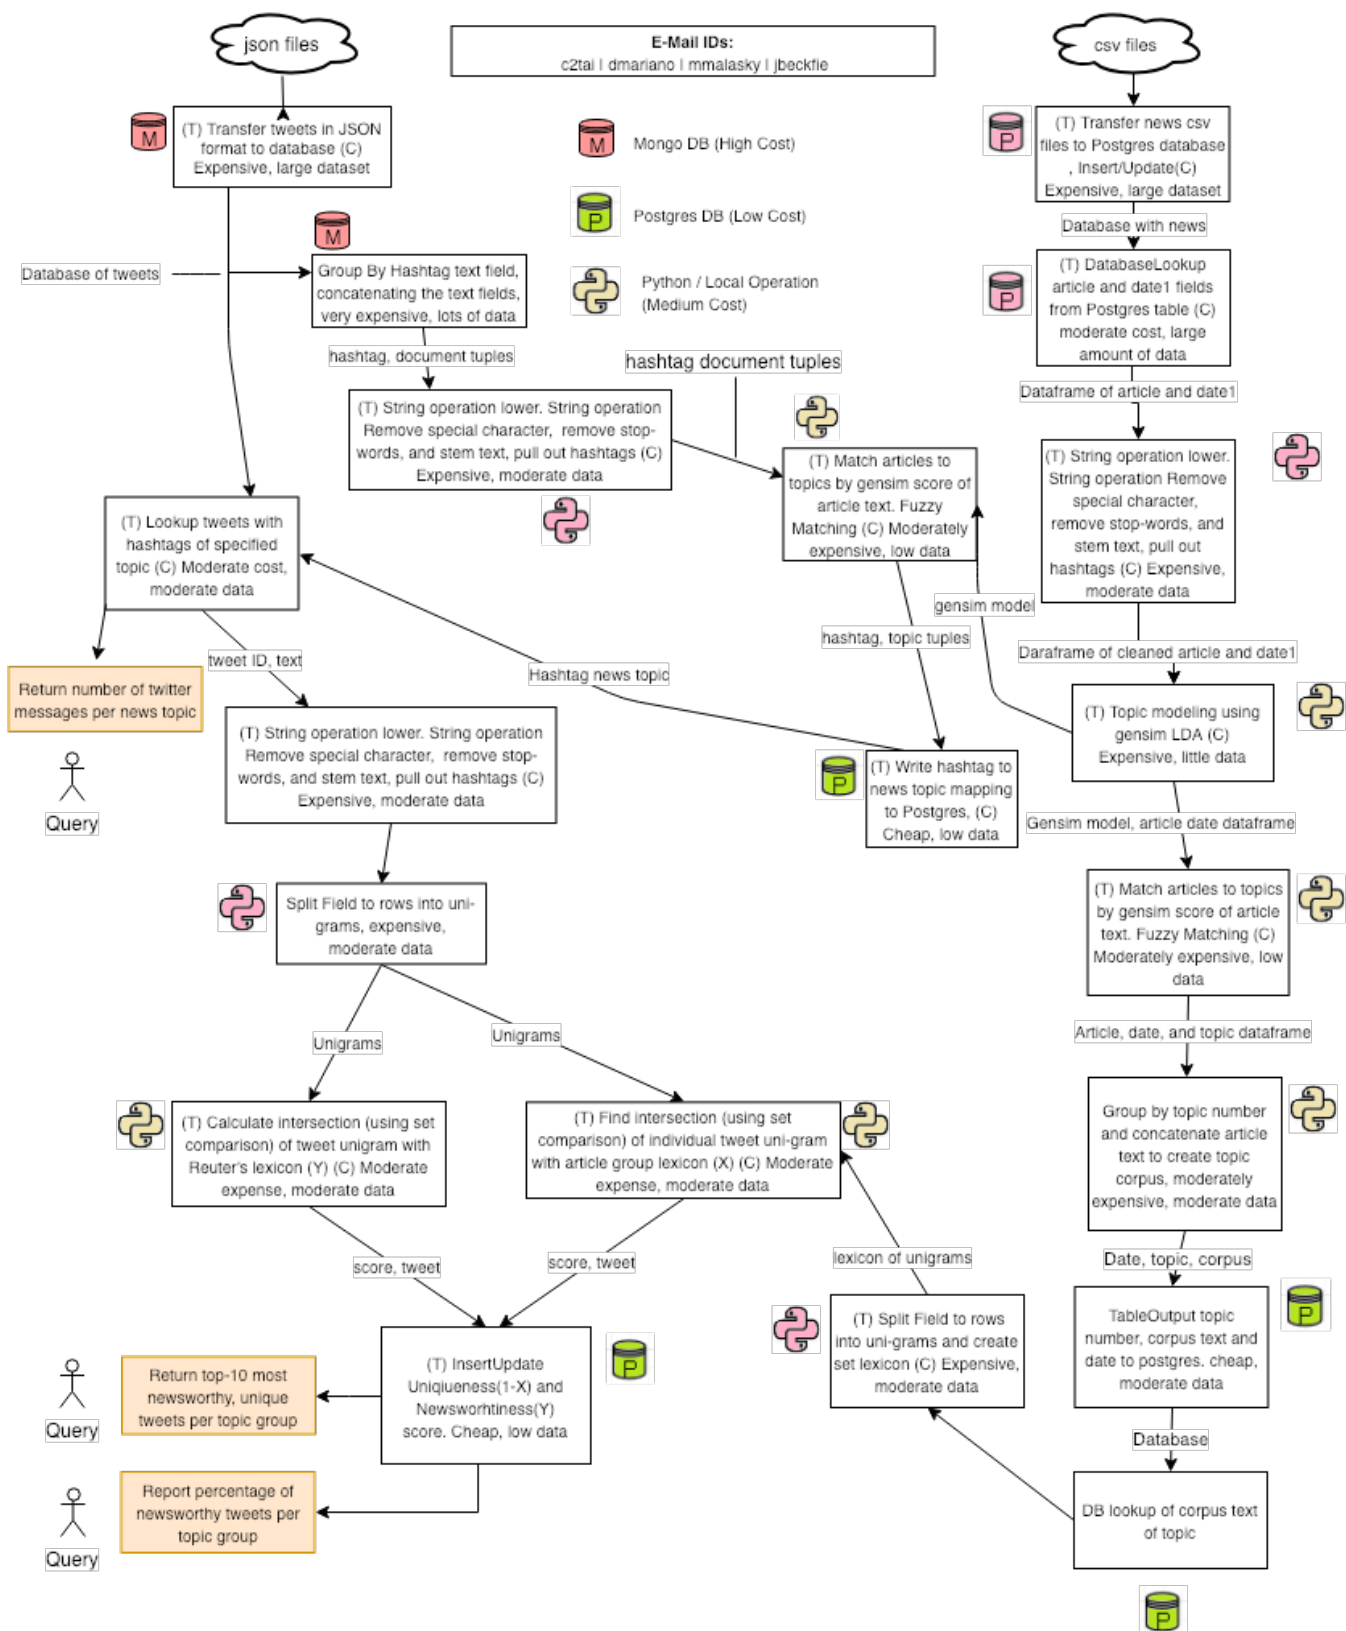 json files
E-Mail IDs:
c2tai | dmariano | mmalasky | jbeckfie
csv files
M
(T) Transfer tweets in JSON
format to database (C)
Expensive, large dataset
M
Mongo DB (High Cost)
P
Postgres DB (Low Cost)
Python / Local Operation
(Medium Cost)
P
(T) Transfer news csv
files to Postgres database
, Insert/Update(C)
Expensive, large dataset
Database with news
Database of tweets
M
Group By Hashtag text field,
concatenating the text fields,
very expensive, lots of data
hashtag, document tuples
P
(T) DatabaseLookup
article and date1 fields
from Postgres table (C)
moderate cost, large
amount of data
Dataframe of article and date1
hashtag document tuples
(T) String operation lower. String operation
Remove special character, remove stop-
words, and stem text, pull out hashtags (C)
Expensive, moderate data
(T) Match articles to
topics by gensim score of
article text. Fuzzy
Matching (C) Moderately
expensive, low data
(T) String operation lower.
String operation Remove
special character,
remove stop-words, and
stem text, pull out
hashtags (C) Expensive,
moderate data
(T) Lookup tweets with
hashtags of specified
topic (C) Moderate cost,
moderate data
gensim model
hashtag, topic tuples
Daraframe of cleaned article and date1
tweet ID, text
Hashtag news topic
Return number of twitter
messages per news topic
Query
(T) String operation lower. String operation
Remove special character, remove stop-
words, and stem text, pull out hashtags (C)
Expensive, moderate data
(T) Topic modeling using
gensim LDA (C)
Expensive, little data
P
(T) Write hashtag to
news topic mapping
to Postgres, (C)
Cheap, low data
Gensim model, article date dataframe
Split Field to rows into uni-
grams, expensive,
moderate data
(T) Match articles to topics
by gensim score of article
text. Fuzzy Matching (C)
Moderately expensive, low
data
Unigrams
Unigrams
Article, date, and topic dataframe
(T) Calculate intersection (using set
comparison) of tweet unigram with
Reuter's lexicon (Y) (C) Moderate
expense, moderate data
(T) Find intersection (using set
comparison) of individual tweet uni-gram
with article group lexicon (X) (C) Moderate
expense, moderate data
Group by topic number
and concatenate article
text to create topic
corpus, moderately
expensive, moderate data
score, tweet
score, tweet
lexicon of unigrams
Date, topic, corpus
P
TableOutput topic
number, corpus text and
date to postgres. cheap,
moderate data
(T) Split Field to rows
into uni-grams and create
set lexicon (C) Expensive,
moderate data
P
(T) InsertUpdate
Uniqiueness(1-X) and
Newsworhtiness(Y)
score. Cheap, low data
Return top-10 most
newsworthy, unique
tweets per topic group
Query
Database
Report percentage of
newsworthy tweets per
topic group
Query
DB lookup of corpus text
of topic
P